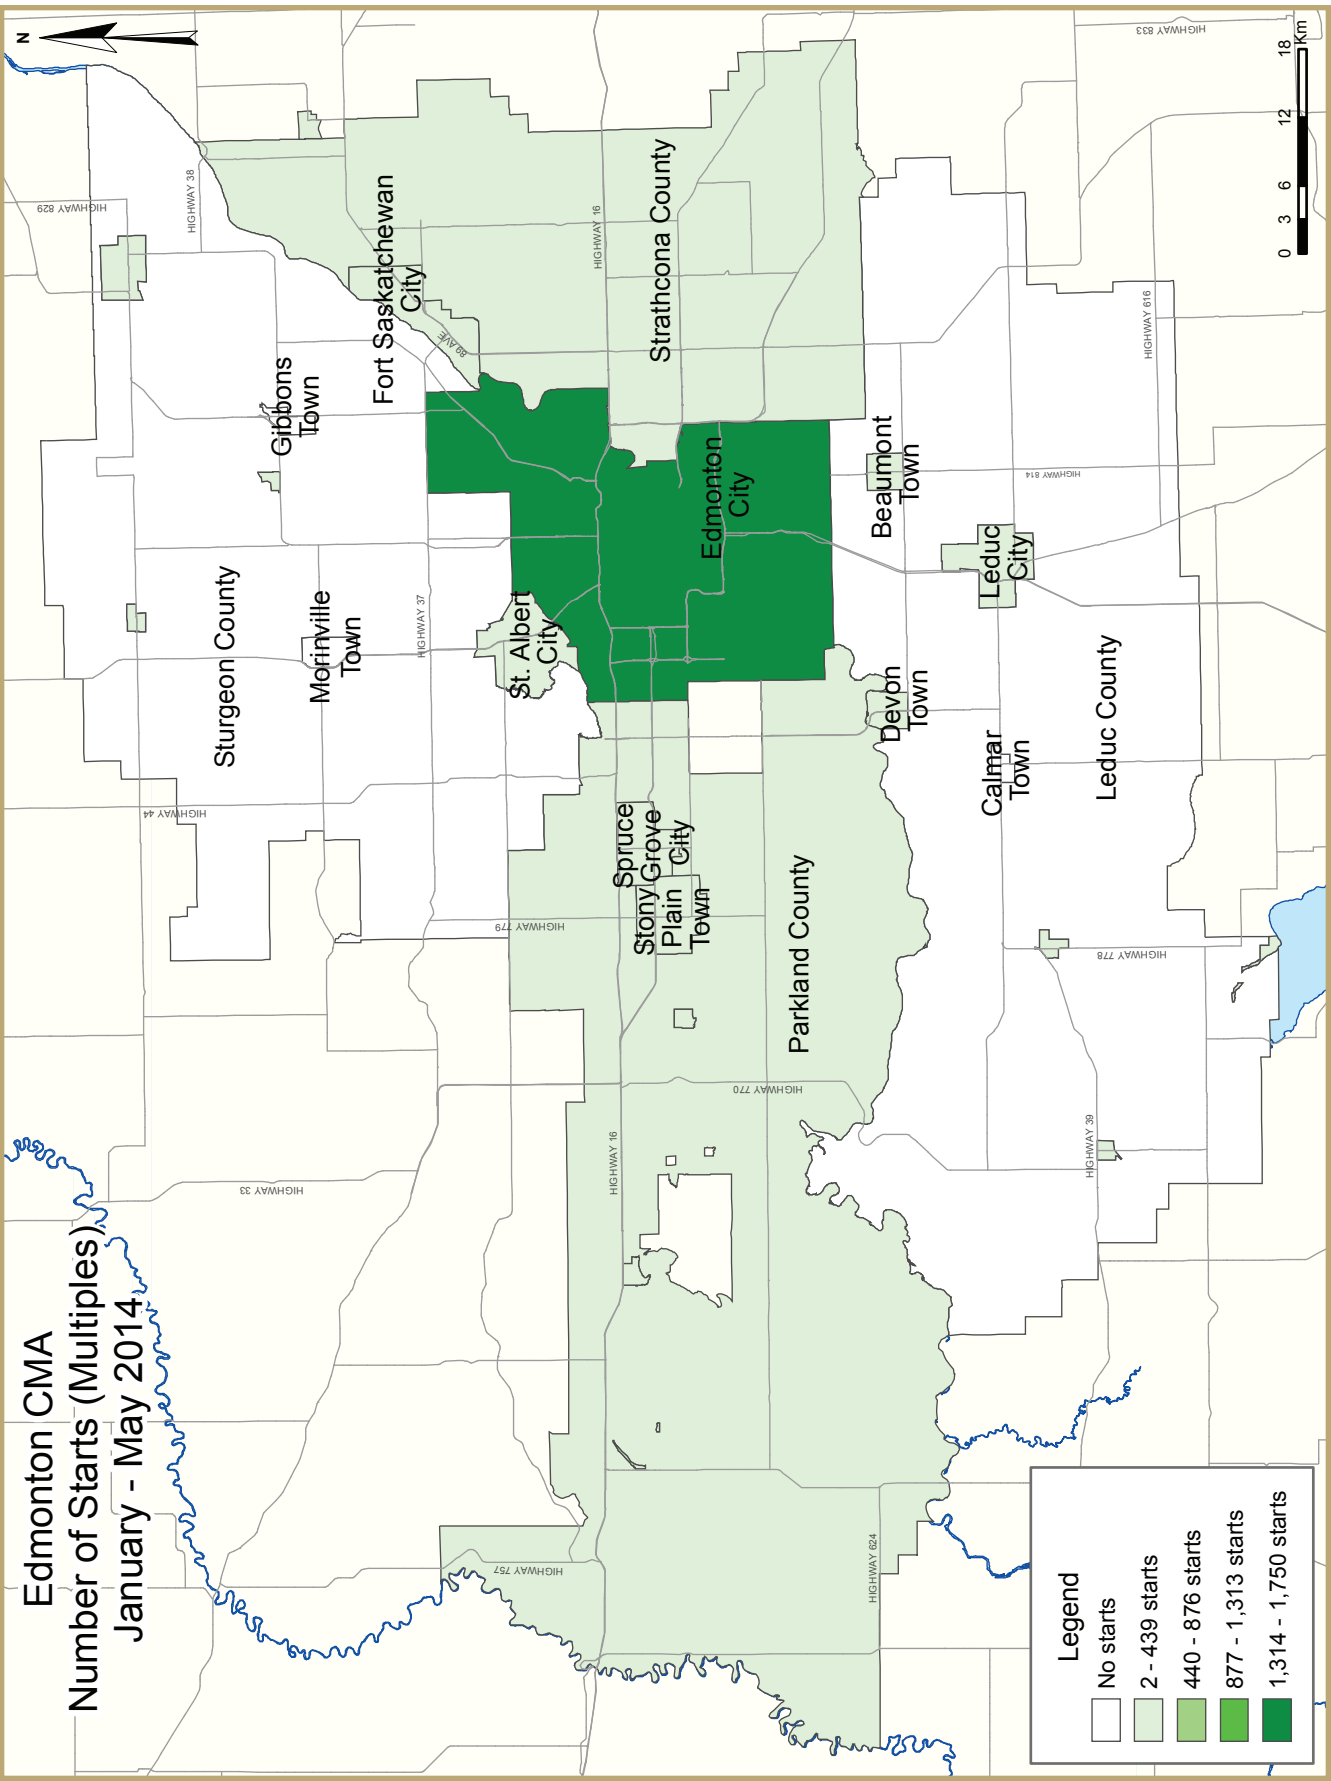 Edmonton CMA
Number of Starts (Multiples)
January - May 2014
N
HIGHWAY 829
HIGHWAY 38
HIGHWAY 833
HIGHWAY 44
HIGHWAY 33
Gibbons
Town
Fort Saskatchewan
City
89 AVE
Sturgeon County
Morinville
Town
HIGHWAY 37
St. Albert
City
HIGHWAY 16
Strathcona County
Edmonton
City
HIGHWAY 779
Spruce
Grove
City
Stony
Plain
Town
HIGHWAY 16
HIGHWAY 770
Parkland County
HIGHWAY 757
HIGHWAY 624
Beaumont
Town
HIGHWAY 814
HIGHWAY 616
Leduc
City
Devon
Town
Calmar
Town
Leduc County
HIGHWAY 778
HIGHWAY 39
Legend
No starts
2 - 439 starts
440 - 876 starts
877 - 1,313 starts
1,314 - 1,750 starts
0 3 6 12 18
Km